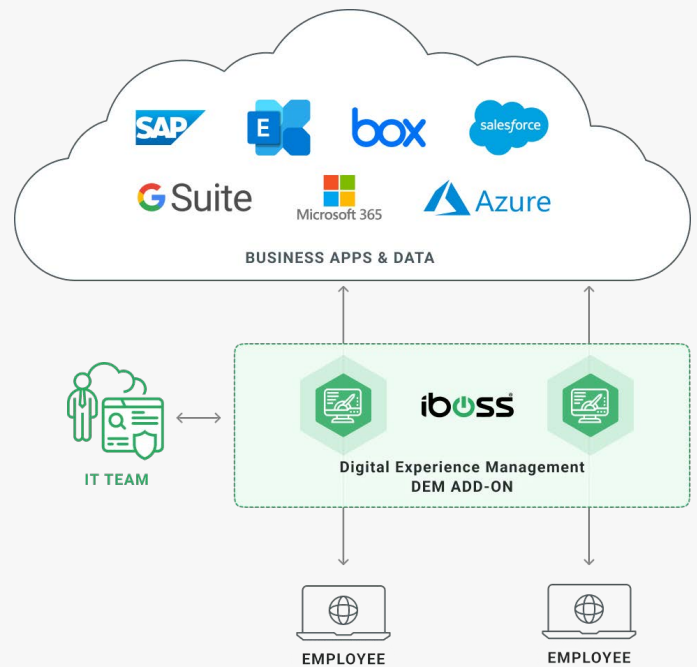 SAP
E
box
salesforce
G Suite
Microsoft 365
Azure
BUSINESS APPS & DATA
iboss
Digital Experience Management
DEM ADD-ON
IT TEAM
EMPLOYEE
EMPLOYEE